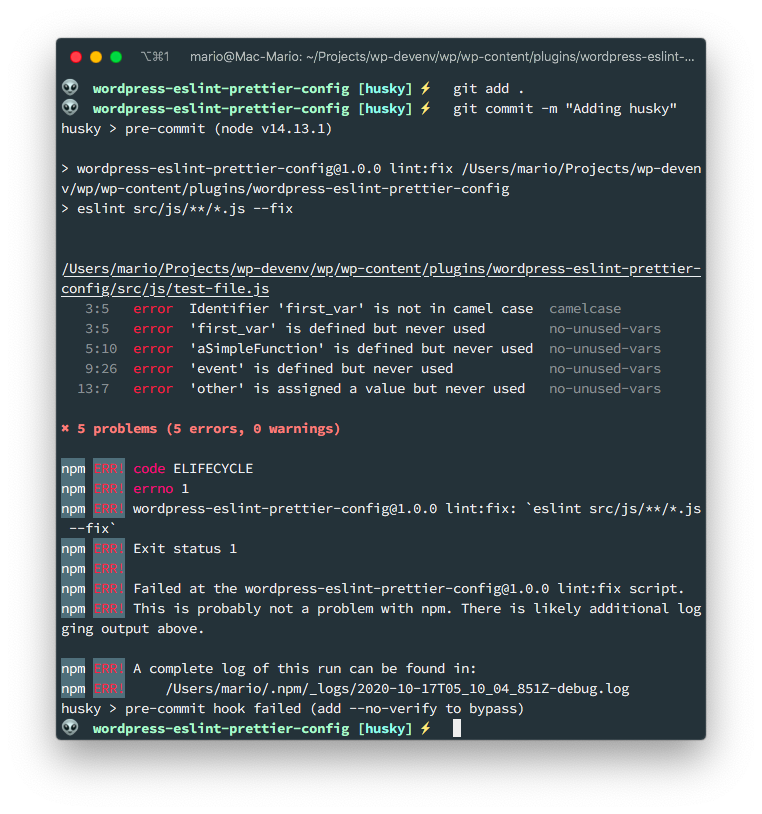 ⌥⌘1 mario@Mac-Mario: ~/Projects/wp-devenv/wp/wp-content/plugins/wordpress-eslint-...
👽 wordpress-eslint-prettier-config [husky] ⚡ git add .
👽 wordpress-eslint-prettier-config [husky] ⚡ git commit -m "Adding husky"
husky > pre-commit (node v14.13.1)
> wordpress-eslint-prettier-config@1.0.0 lint:fix /Users/mario/Projects/wp-deven
v/wp/wp-content/plugins/wordpress-eslint-prettier-config
> eslint src/js/**/*.js --fix
/Users/mario/Projects/wp-devenv/wp/wp-content/plugins/wordpress-eslint-prettier-
config/src/js/test-file.js
3:5 error Identifier 'first_var' is not in camel case camelcase
3:5 error 'first_var' is defined but never used no-unused-vars
5:10 error 'aSimpleFunction' is defined but never used no-unused-vars
9:26 error 'event' is defined but never used no-unused-vars
13:7 error 'other' is assigned a value but never used no-unused-vars
✖ 5 problems (5 errors, 0 warnings)
npm ERR! code ELIFECYCLE
npm ERR! errno 1
npm ERR! wordpress-eslint-prettier-config@1.0.0 lint:fix: `eslint src/js/**/*.js
--fix`
npm ERR! Exit status 1
npm ERR!
npm ERR! Failed at the wordpress-eslint-prettier-config@1.0.0 lint:fix script.
npm ERR! This is probably not a problem with npm. There is likely additional log
ging output above.
npm ERR! A complete log of this run can be found in:
npm ERR! /Users/mario/.npm/_logs/2020-10-17T05_10_04_851Z-debug.log
husky > pre-commit hook failed (add --no-verify to bypass)
👽 wordpress-eslint-prettier-config [husky] ⚡